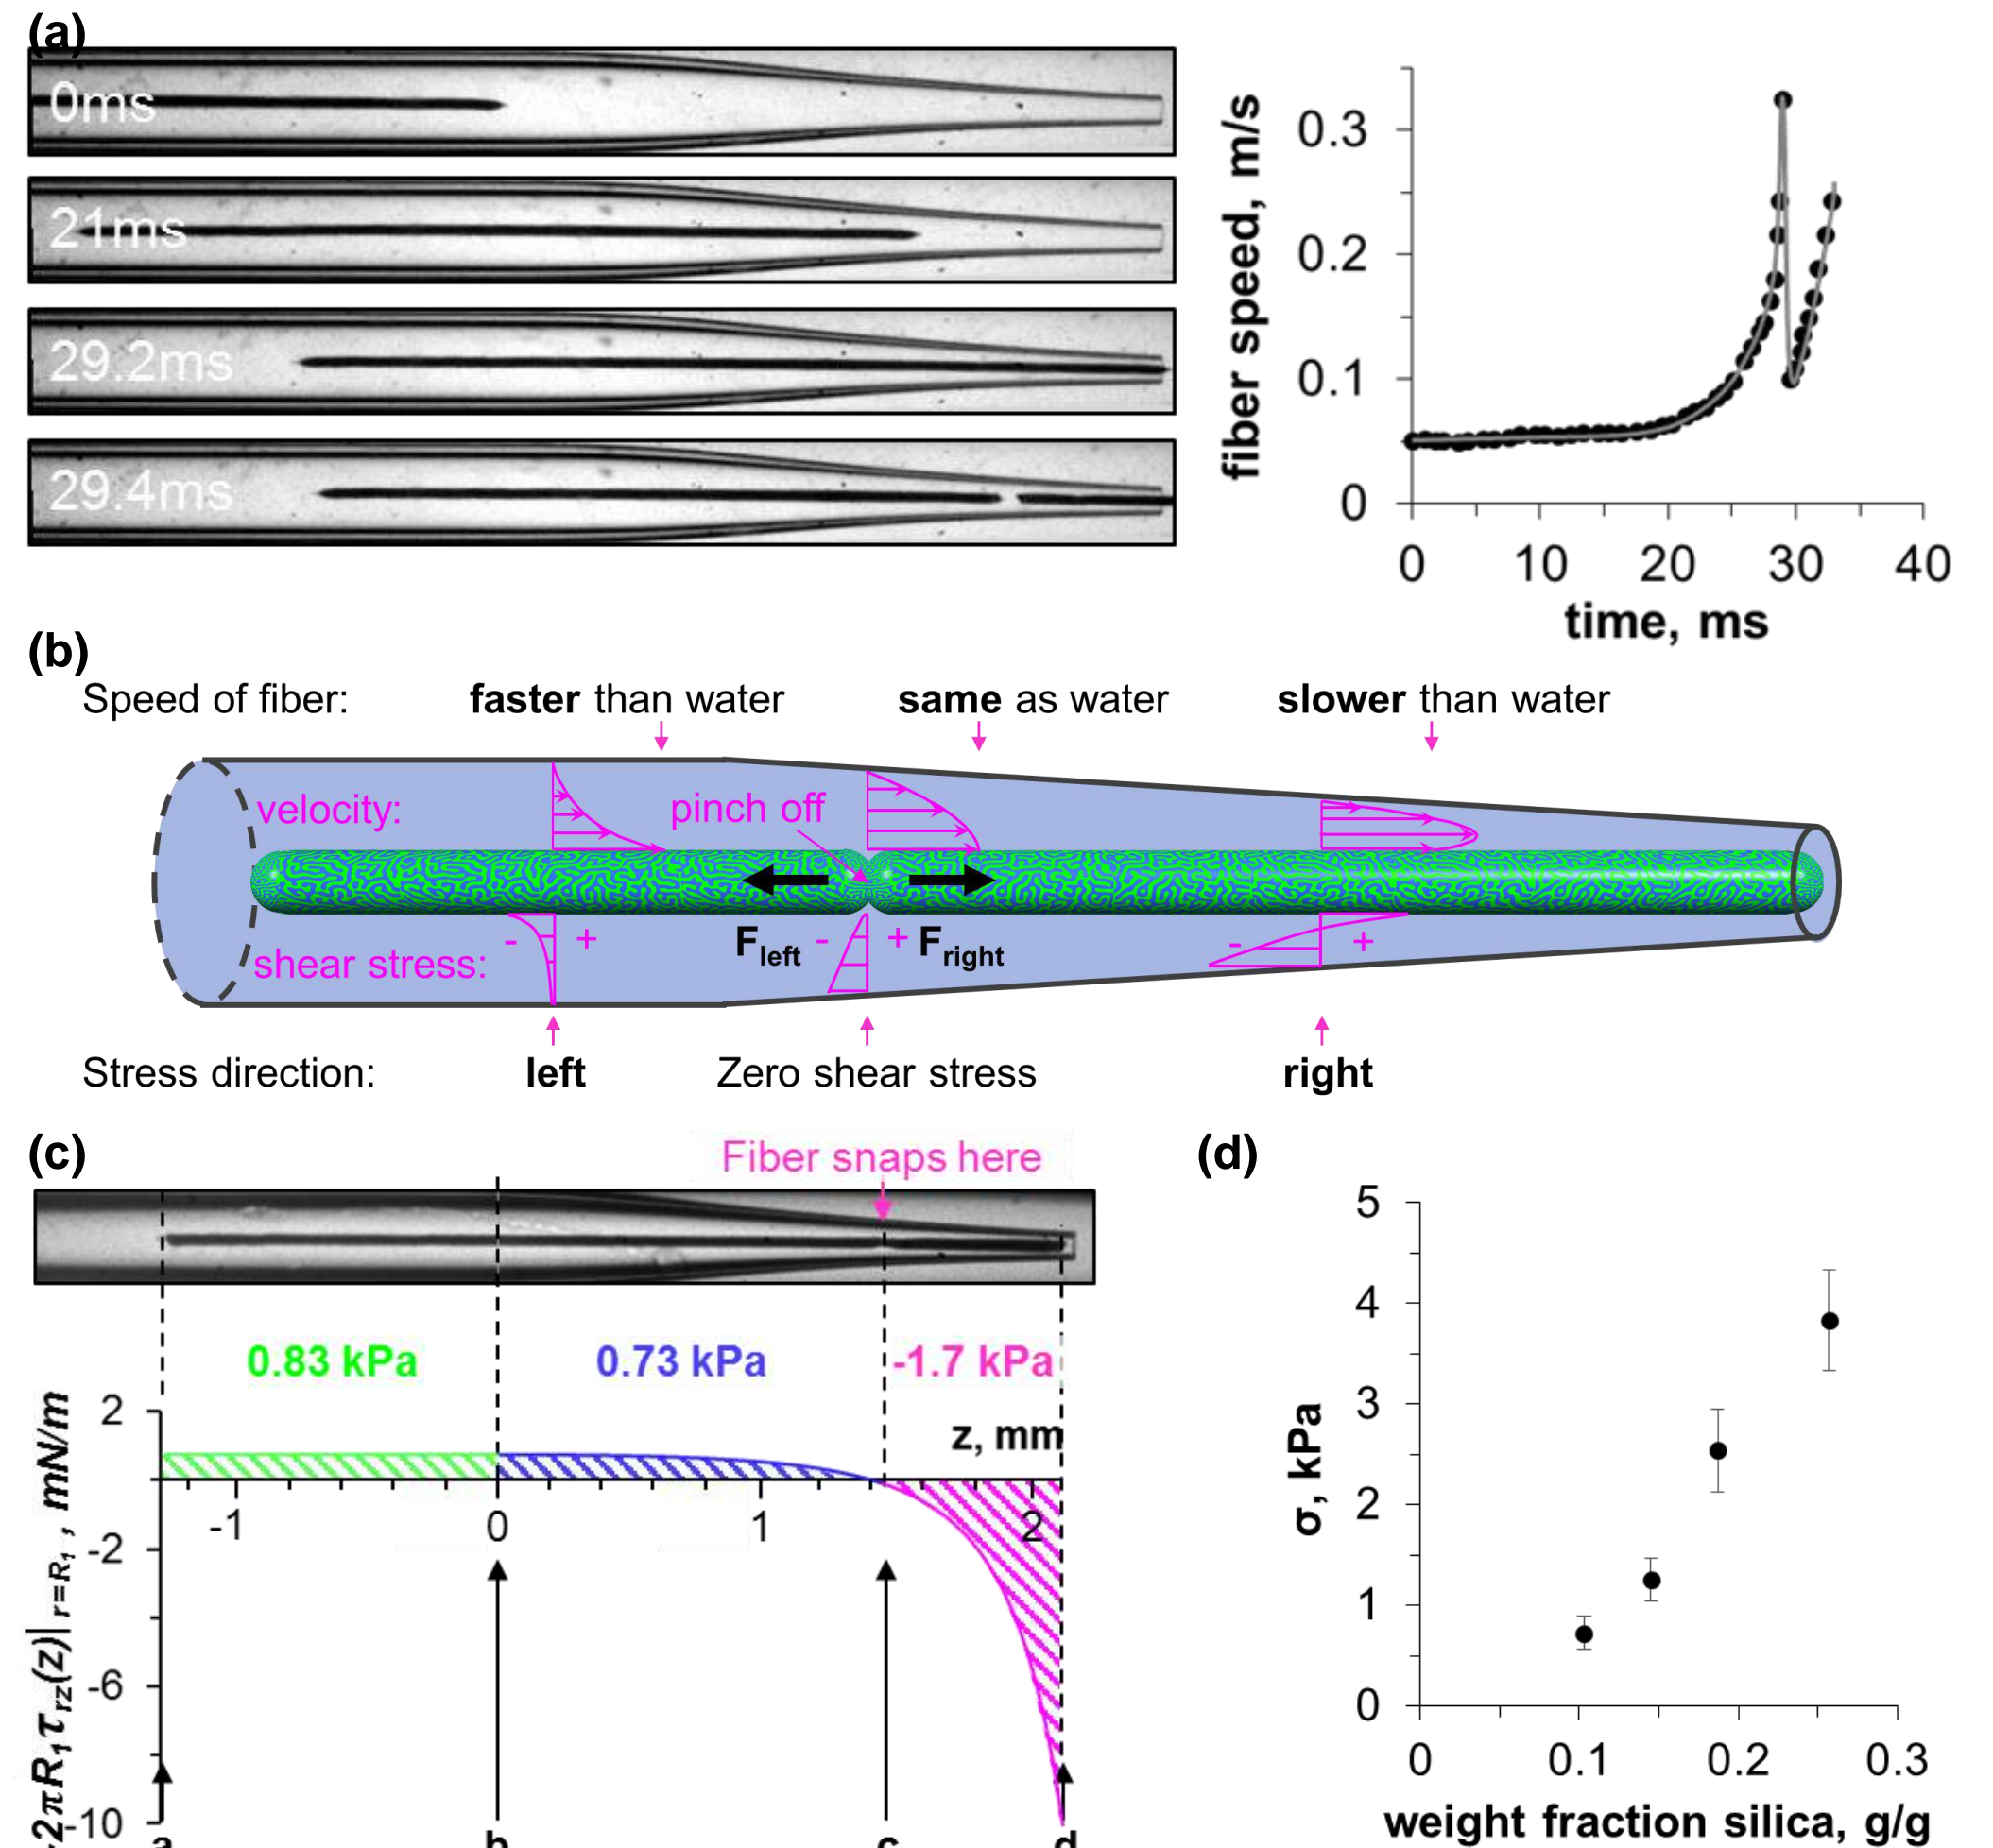 (a)
0ms
21ms
29.2ms
29.4ms
fiber speed, m/s
0.3
0.2
0.1
0
0 10 20 30 40
time, ms
(b)
Speed of fiber: faster than water same as water slower than water
velocity: pinch off
- + F left - + F right - +
shear stress:
Stress direction: left Zero shear stress right
(c)
Fiber snaps here
0.83 kPa 0.73 kPa -1.7 kPa
-2πR1τrz(z)|r=R1, mN/m
2
z, mm
-1 0 1 2
-2
-6
-10
a b c d
(d)
σ, kPa
5
4
3
2
1
0
0 0.1 0.2 0.3
weight fraction silica, g/g